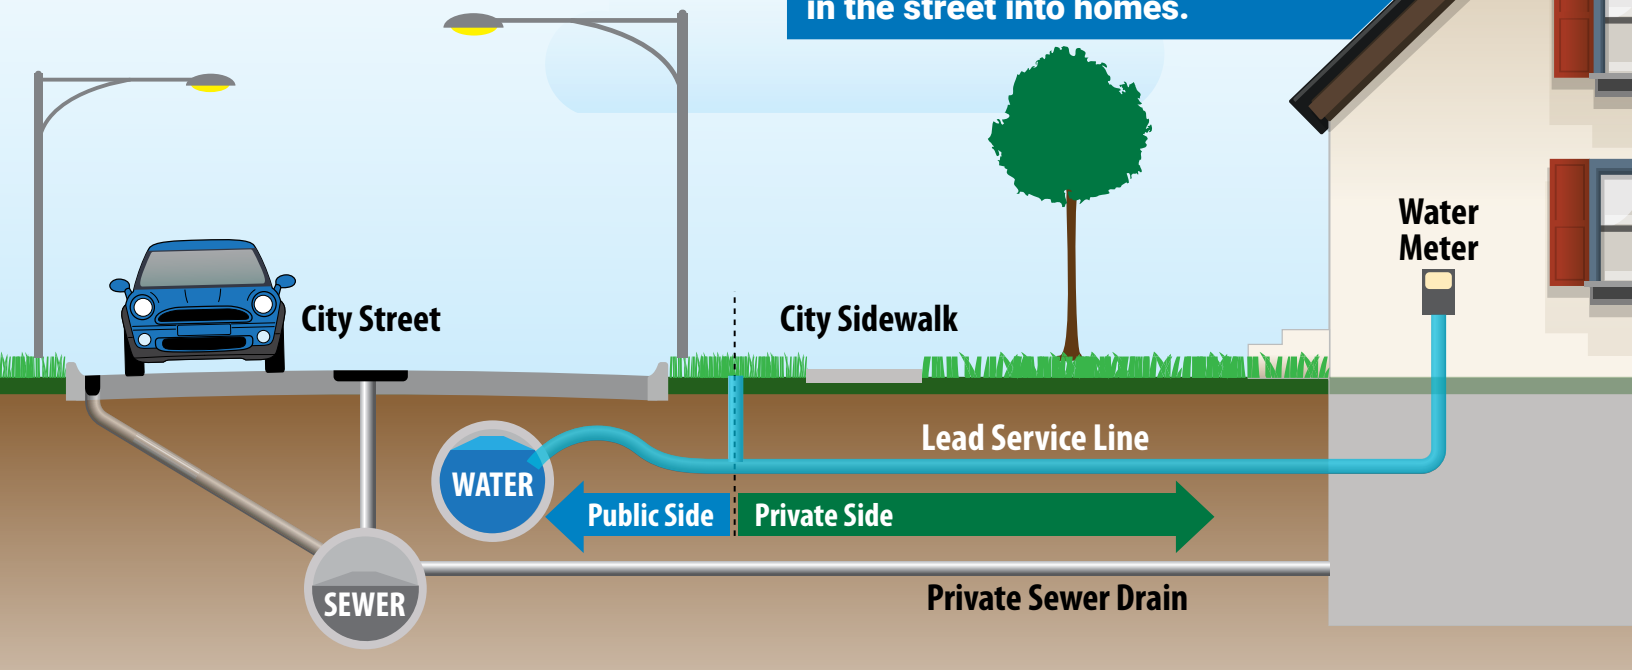 in the street into homes.
Water
Meter
City Street
City Sidewalk
Lead Service Line
WATER
Public Side
Private Side
SEWER
Private Sewer Drain